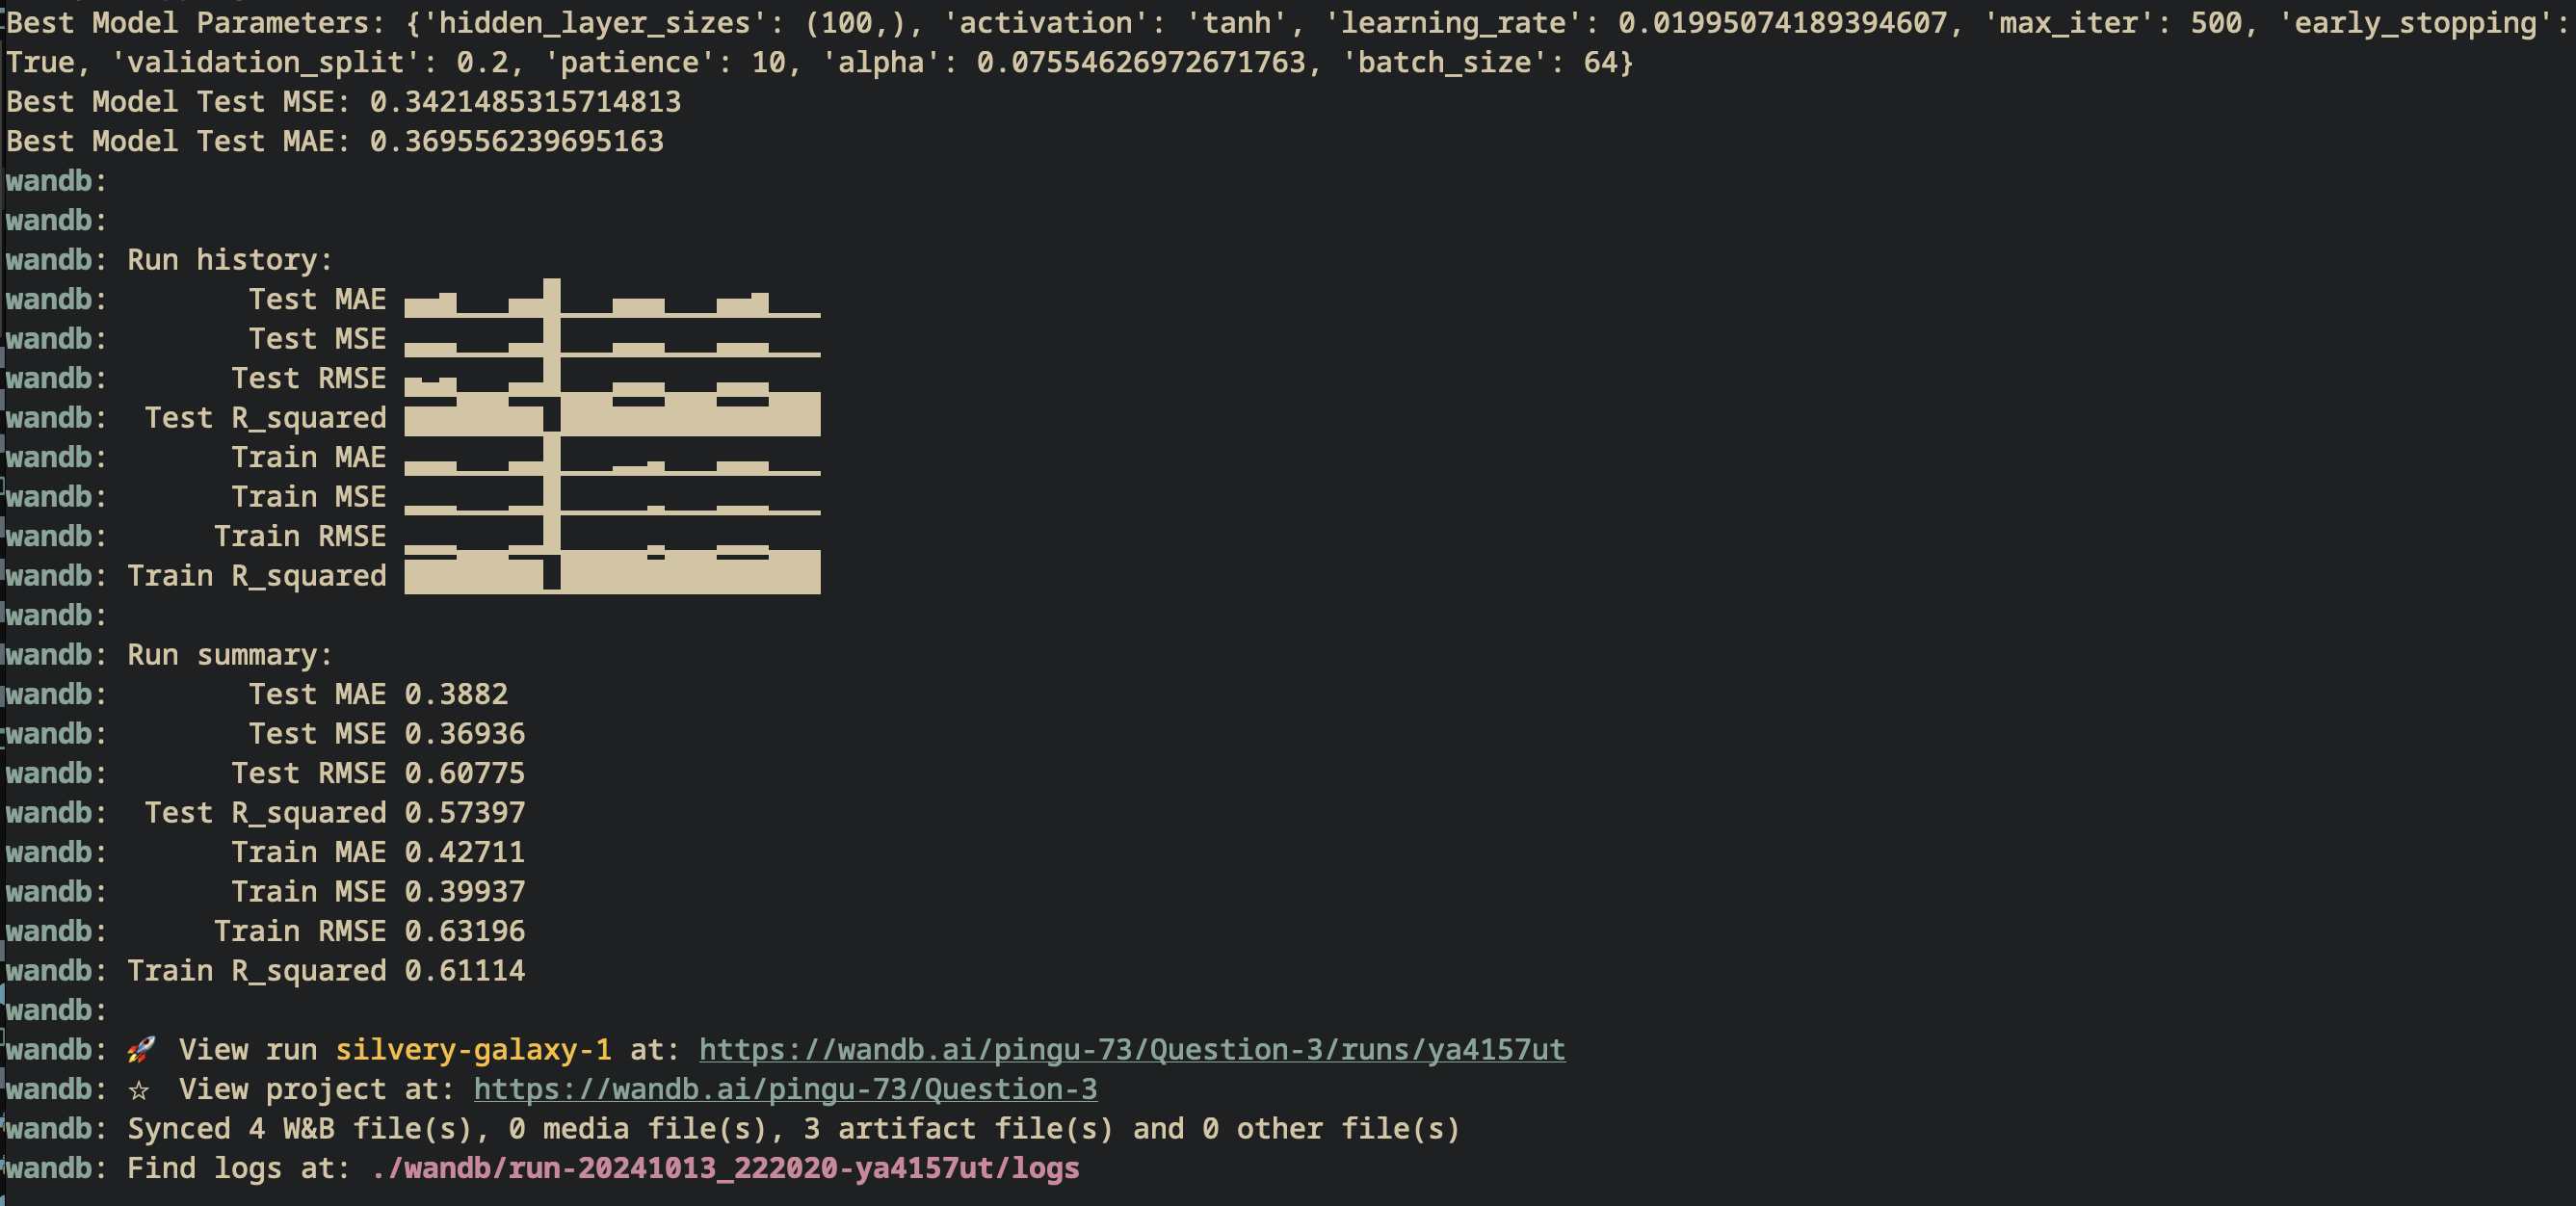 Best Model Parameters: {'hidden_layer_sizes': (100,), 'activation': 'tanh', 'learning_rate': 0.01995074189394607, 'max_iter': 500, 'early_stopping':
True, 'validation_split': 0.2, 'patience': 10, 'alpha': 0.07554626972671763, 'batch_size': 64}
Best Model Test MSE: 0.3421485315714813
Best Model Test MAE: 0.369556239695163
wandb:
wandb:
wandb: Run history:
wandb: Test MAE
wandb: Test MSE
wandb: Test RMSE
wandb: Test R_squared
wandb: Train MAE
wandb: Train MSE
wandb: Train RMSE
wandb: Train R_squared
wandb:
wandb: Run summary:
wandb: Test MAE 0.3882
wandb: Test MSE 0.36936
wandb: Test RMSE 0.60775
wandb: Test R_squared 0.57397
wandb: Train MAE 0.42711
wandb: Train MSE 0.39937
wandb: Train RMSE 0.63196
wandb: Train R_squared 0.61114
wandb:
wandb: 🚀 View run silvery-galaxy-1 at: https://wandb.ai/pingu-73/Question-3/runs/ya4157ut
wandb: ☆ View project at: https://wandb.ai/pingu-73/Question-3
wandb: Synced 4 W&B file(s), 0 media file(s), 3 artifact file(s) and 0 other file(s)
wandb: Find logs at: ./wandb/run-20241013_222020-ya4157ut/logs